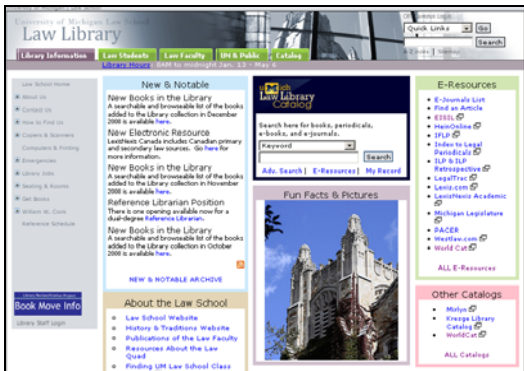 University of Michigan Law School
Law Library
Quick Links
Go
Search
Library Information
Law Students
Law Faculty
UM & Public
Catalog
Library Hours 8AM to midnight Jan. 13 - May 6
Law School Home
About Us
Contact Us
How to Find Us
Copiers & Scanners
Computers & Printing
Emergencies
Library Jobs
Seating & Rooms
Get Books
William W. Cook
Reference Schedule
Book Move Info
Library Staff Login
New & Notable
New Books in the Library
A searchable and browseable list of the books
added to the Library collection in December
2008 is available here.
New Electronic Resource
LexisNexis Canada includes Canadian primary
and secondary law sources. Go here for
more information.
New Books in the Library
A searchable and browseable list of the books
added to the Library collection in November
2008 is available here.
Reference Librarian Position
There is one opening available now for a
dual-degree Reference Librarian.
New Books in the Library
A searchable and browseable list of the books
added to the Library collection in October
2008 is available here.
NEW & NOTABLE ARCHIVE
About the Law School
Law School Website
History & Traditions Website
Publications of the Law Faculty
Resources About the Law
Quad
Finding UM Law School Class
uMich
Law Library
Catalog
Search here for books, periodicals,
e-books, and e-journals.
Keyword
Search
Adv. Search | E-Resources | My Record
Fun Facts & Pictures
E-Resources
E-Journals List
Find an Article
EISIL
HeinOnline
IFLP
Index to Legal
Periodicals
ILP & ILP
Retrospective
LegalTrac
Lexis.com
LexisNexis Academic
Michigan Legislature
PACER
Westlaw.com
World Cat
ALL E-Resources
Other Catalogs
Mirlyn
Kresge Library
Catalog
WorldCat
ALL Catalogs